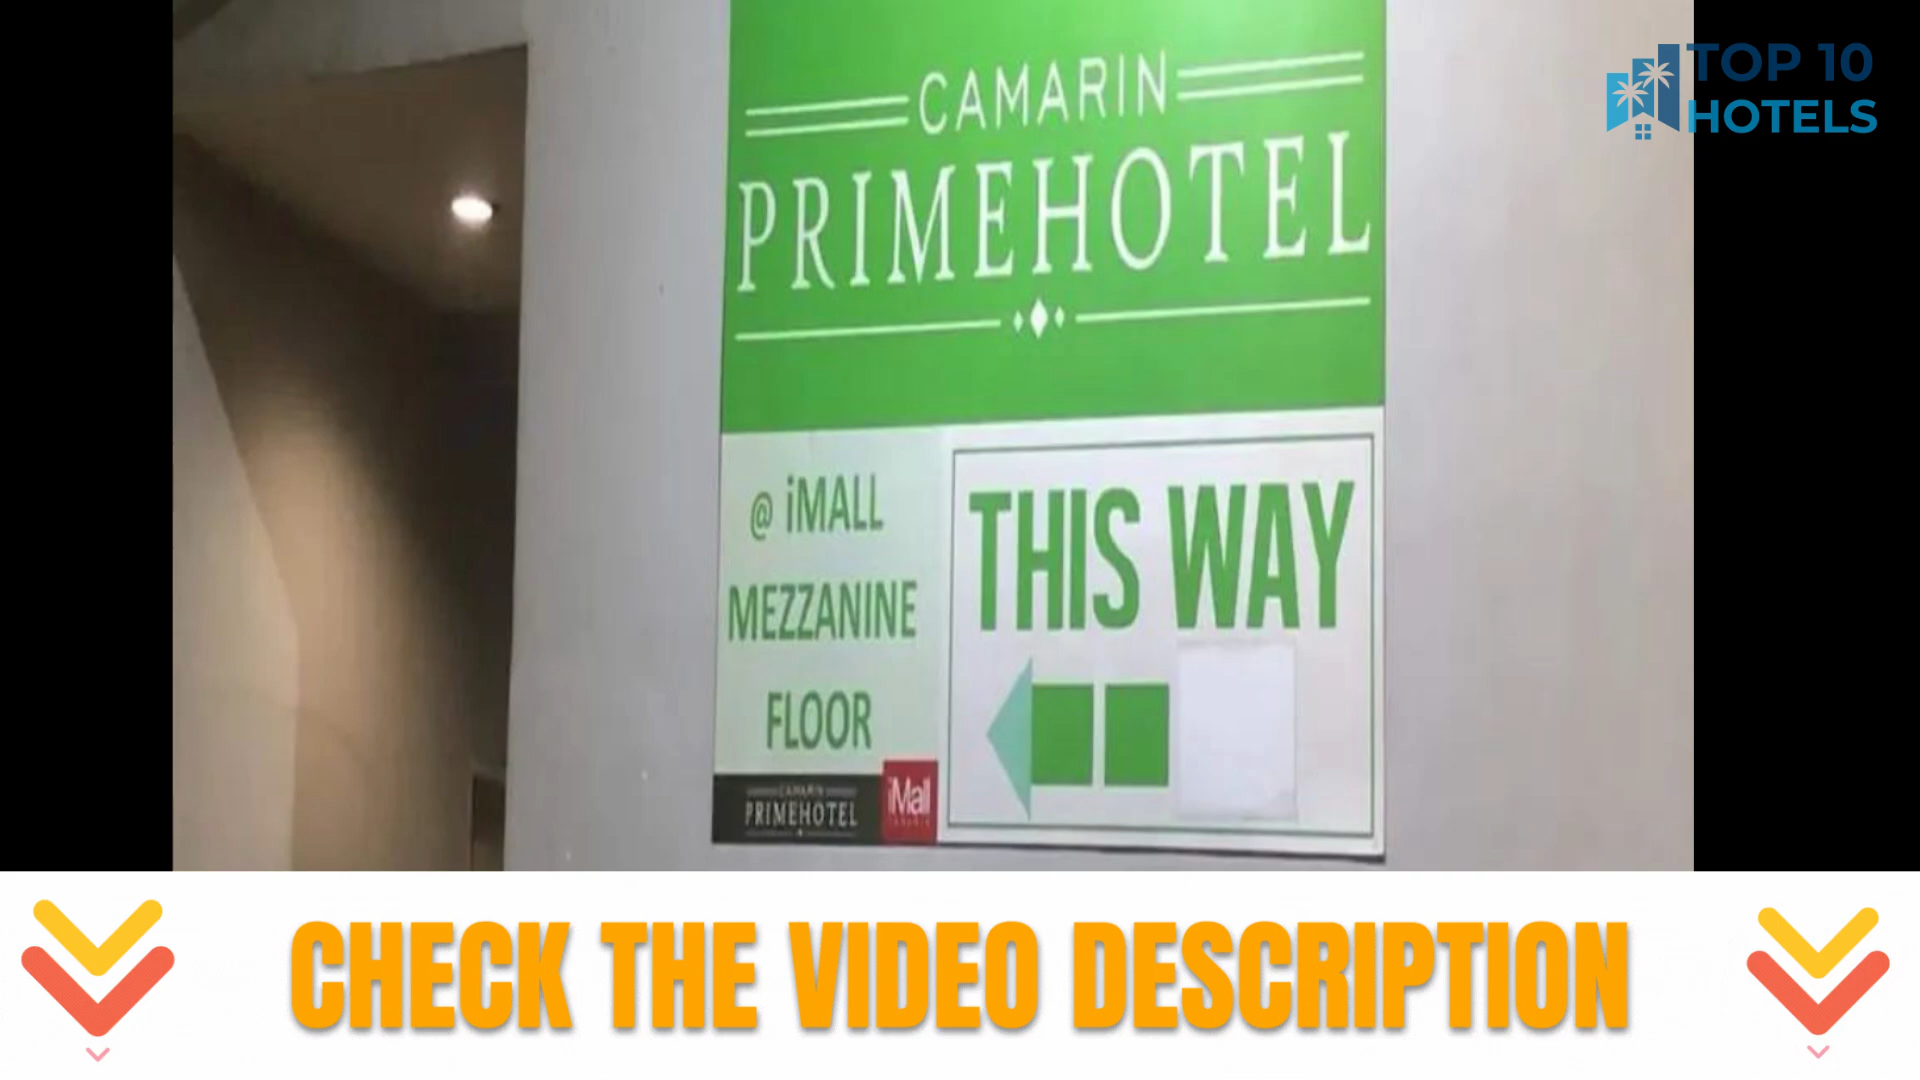 TOP 10
HOTELS
CAMARIN
PRIMEHOTEL
@ iMALL
MEZZANINE
FLOOR
THIS WAY
CAMARIN
PRIMEHOTEL
iMall
CHECK THE VIDEO DESCRIPTION